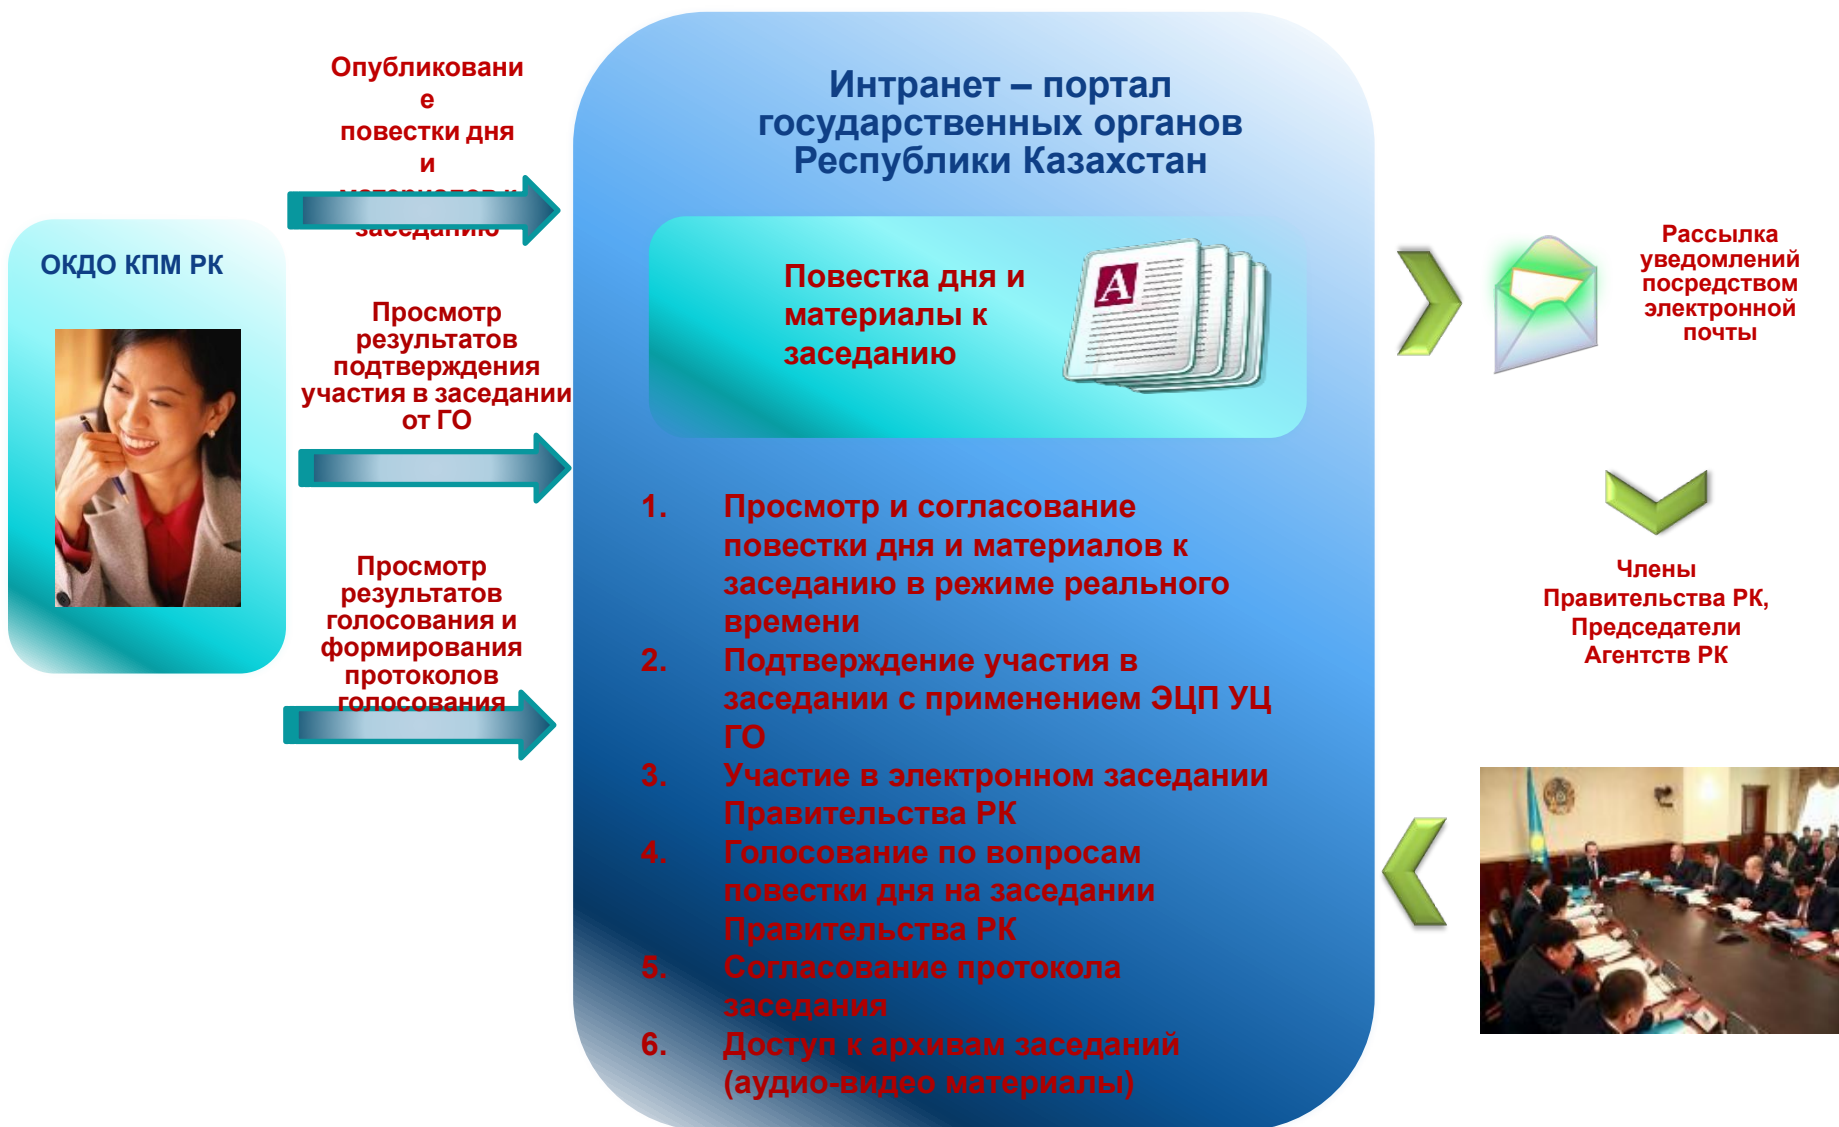 Опубликовани
е
повестки дня
и
материалов к
заседанию
ОКДО КПМ РК
Просмотр
результатов
подтверждения
участия в заседании
от ГО
Просмотр
результатов
голосования и
формирования
протоколов
голосования
Интранет – портал
государственных органов
Республики Казахстан
Повестка дня и
материалы к
заседанию
A
1. Просмотр и согласование
повестки дня и материалов к
заседанию в режиме реального
времени
2. Подтверждение участия в
заседании с применением ЭЦП УЦ
ГО
3. Участие в электронном заседании
Правительства РК
4. Голосование по вопросам
повестки дня на заседании
Правительства РК
5. Согласование протокола
заседания
6. Доступ к архивам заседаний
(аудио-видео материалы)
Рассылка
уведомлений
посредством
электронной
почты
Члены
Правительства РК,
Председатели
Агентств РК